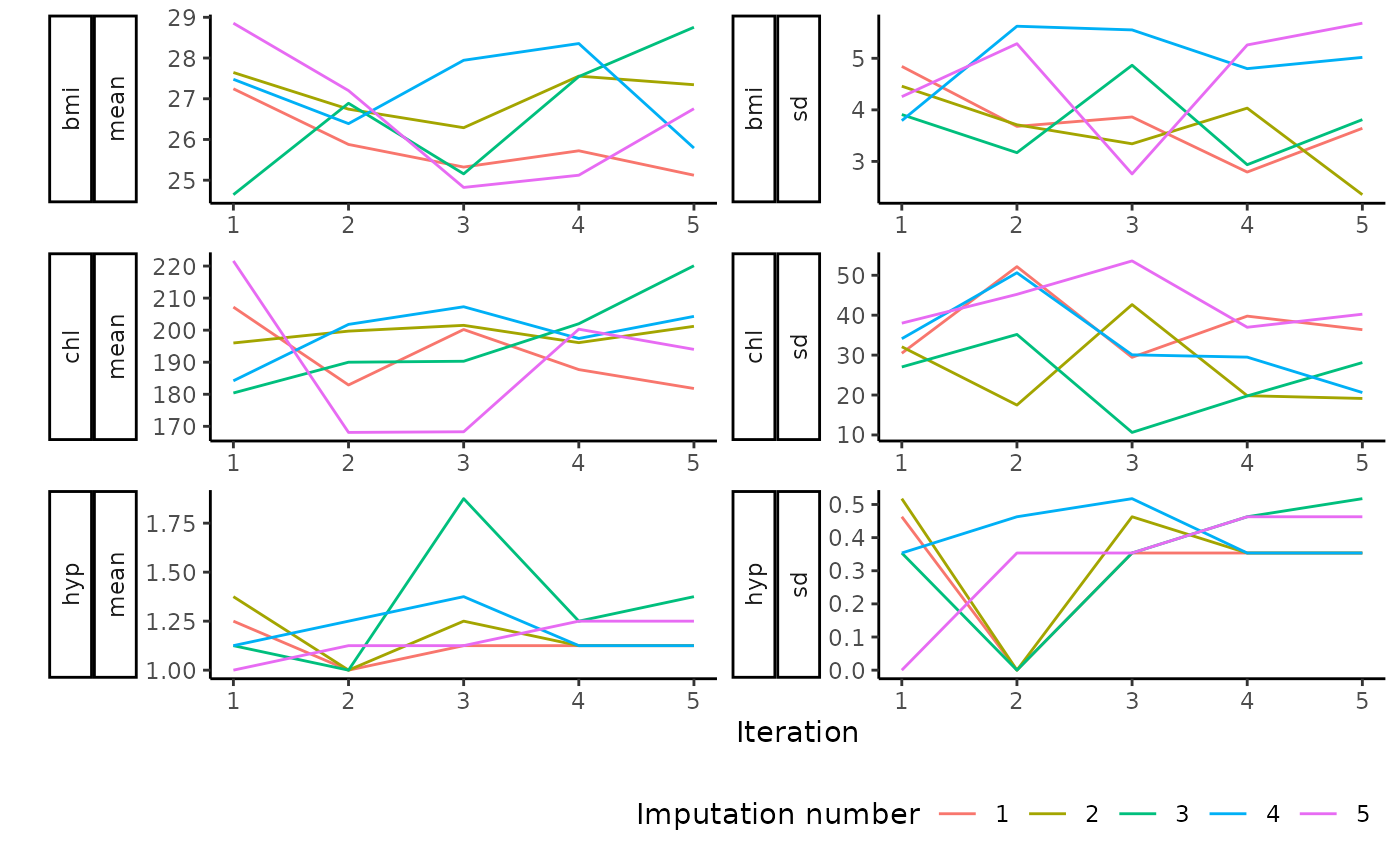 bmi
mean
29
28
27
26
25
1 2 3 4 5
bmi
sd
5
4
3
1 2 3 4 5
chl
mean
220
210
200
190
180
170
1 2 3 4 5
chl
sd
50
40
30
20
10
1 2 3 4 5
hyp
mean
1.75
1.50
1.25
1.00
1 2 3 4 5
hyp
sd
0.5
0.4
0.3
0.2
0.1
0.0
1 2 3 4 5
Iteration
Imputation number 1 2 3 4 5